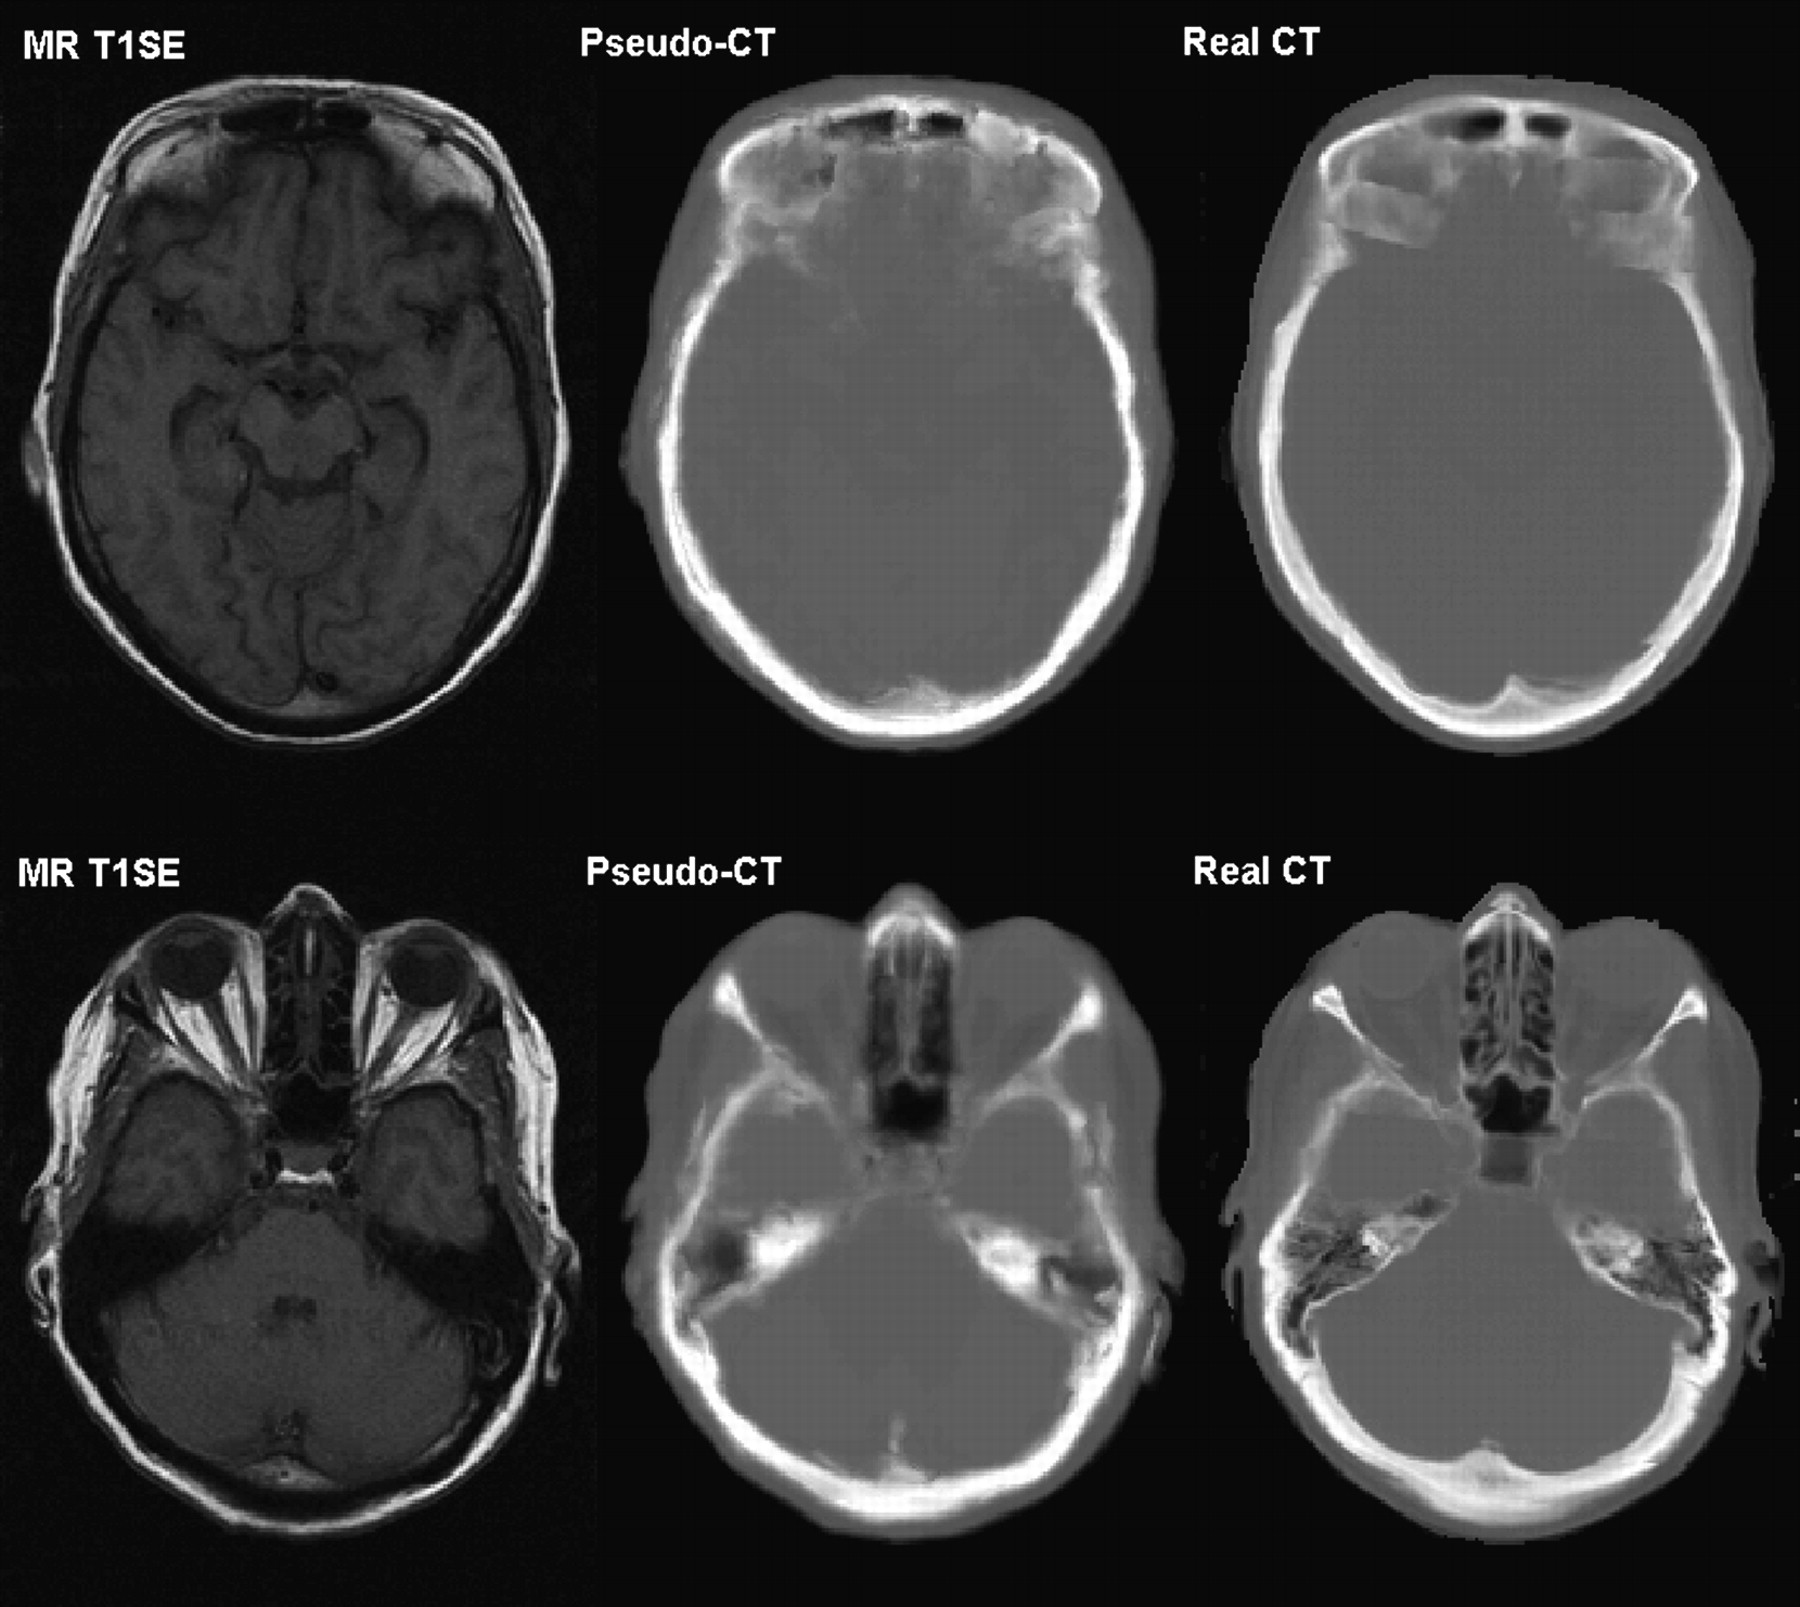 MR T1SE
Pseudo-CT
Real CT
MR T1SE
Pseudo-CT
Real CT